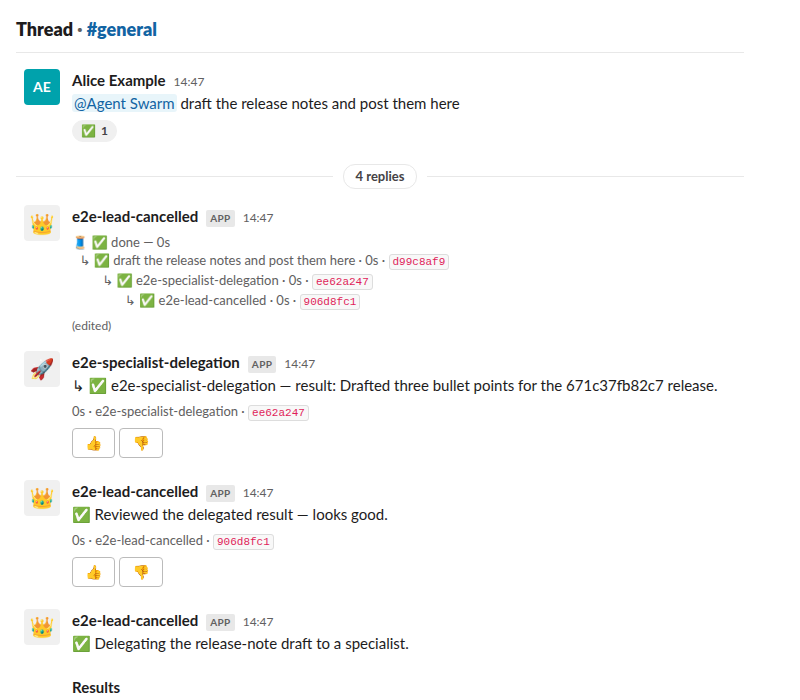 Thread • #general
AE
Alice Example 14:47
@Agent Swarm draft the release notes and post them here
✅ 1
4 replies
e2e-lead-cancelled APP 14:47
🧵 ✅ done — 0s
↳ ✅ draft the release notes and post them here · 0s · d99c8af9
↳ ✅ e2e-specialist-delegation · 0s · ee62a247
↳ ✅ e2e-lead-cancelled · 0s · 906d8fc1
(edited)
e2e-specialist-delegation APP 14:47
↳ ✅ e2e-specialist-delegation — result: Drafted three bullet points for the 671c37fb82c7 release.
0s · e2e-specialist-delegation · ee62a247
👍 👎
e2e-lead-cancelled APP 14:47
✅ Reviewed the delegated result — looks good.
0s · e2e-lead-cancelled · 906d8fc1
👍 👎
e2e-lead-cancelled APP 14:47
✅ Delegating the release-note draft to a specialist.
Results